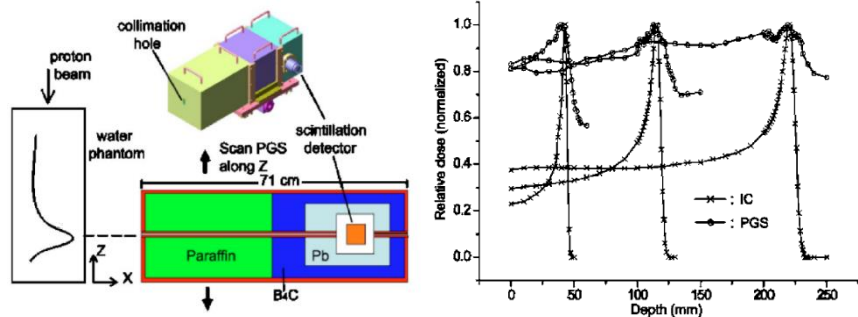 collimation
hole
proton
beam
water
phantom
Scan PGS
along Z
scintillation
detector
71 cm
Paraffin
Pb
B4C
Z
X
Relative dose (normalized)
1.0
0.8
0.6
0.4
0.2
0.0
: IC
: PGS
0 50 100 150 200 250
Depth (mm)